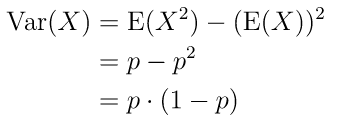 Var(X) = E(X²) − (E(X))²
= p − p²
= p · (1 − p)